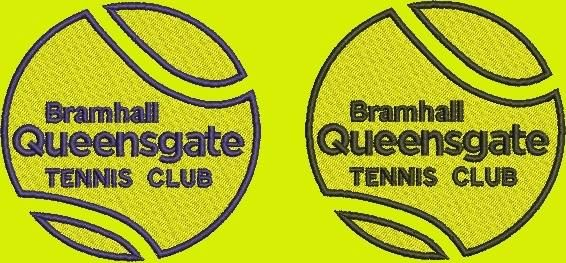 Bramhall
Queensgate
TENNIS CLUB
Bramhall
Queensgate
TENNIS CLUB